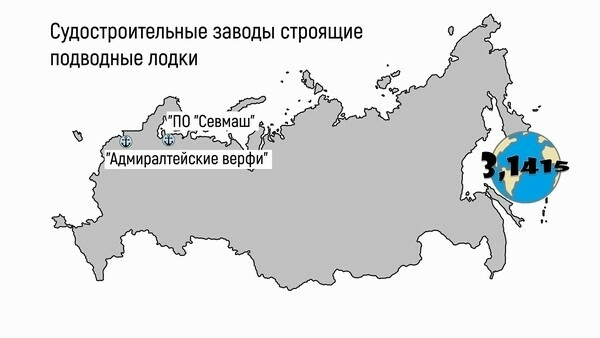 Судостроительные заводы строящие
подводные лодки
"ПО "Севмаш"
"Адмиралтейские верфи"
3,1415